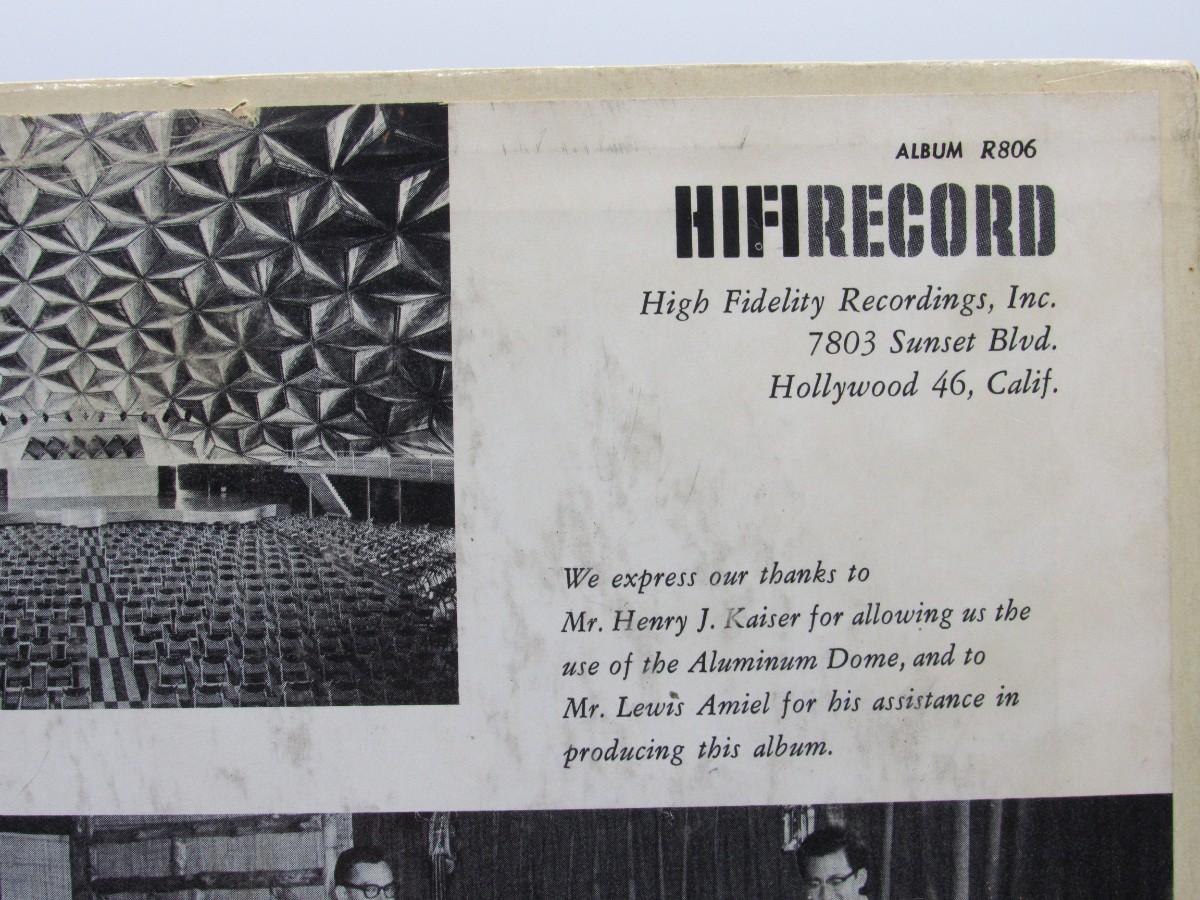 ALBUM R806
HIFIRECORD
High Fidelity Recordings, Inc.
7803 Sunset Blvd.
Hollywood 46, Calif.
We express our thanks to
Mr. Henry J. Kaiser for allowing us the
use of the Aluminum Dome, and to
Mr. Lewis Amiel for his assistance in
producing this album.